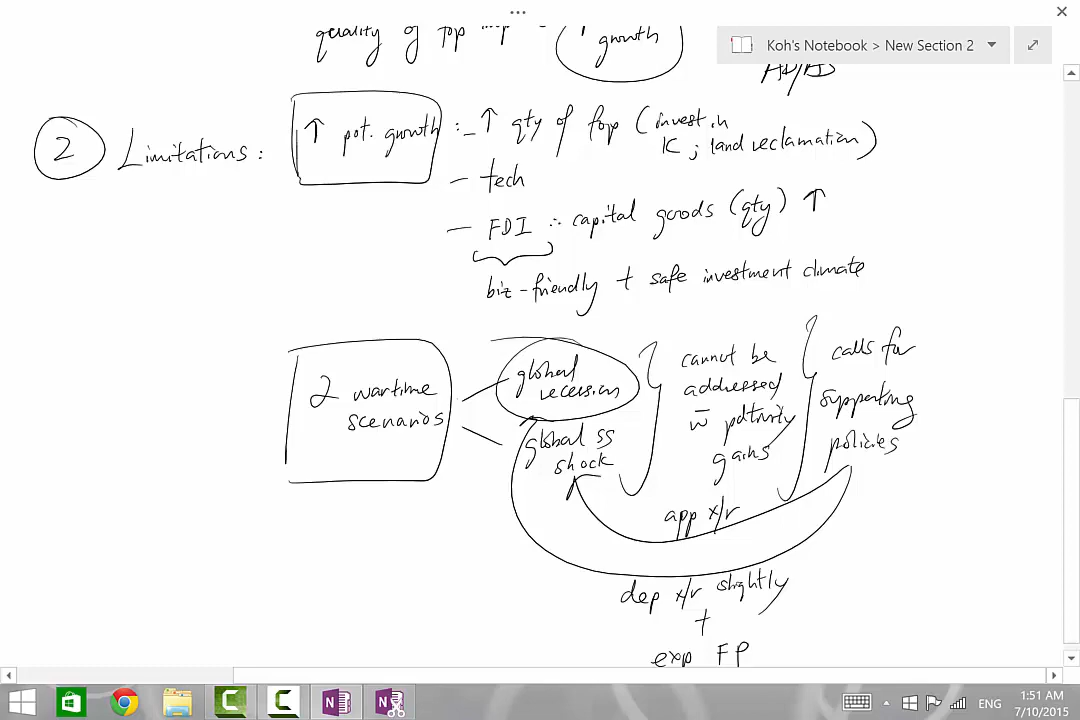 quality of fop imp =
↑ growth
Koh's Notebook > New Section 2
AD/AS
2 Limitations : ↑ pot. growth : - ↑ qty of fop ( invest in
K ; land reclamation )
- tech
- FDI ∴ capital goods (qty) ↑
biz-friendly + safe investment climate
2 wartime
scenarios
global
recession
global ss
shock
cannot be
addressed
w̄ pdtivity
gains
calls for
supporting
policies
app x/r
dep x/r slightly
+
exp FP
ENG
1:51 AM
7/10/2015